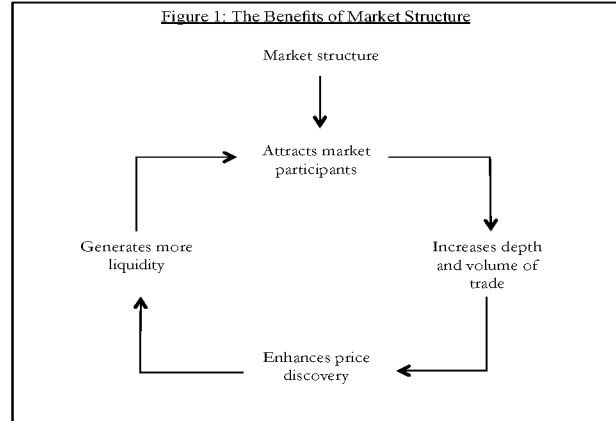 Figure 1: The Benefits of Market Structure
Market structure
Attracts market
participants
Increases depth
and volume of
trade
Enhances price
discovery
Generates more
liquidity